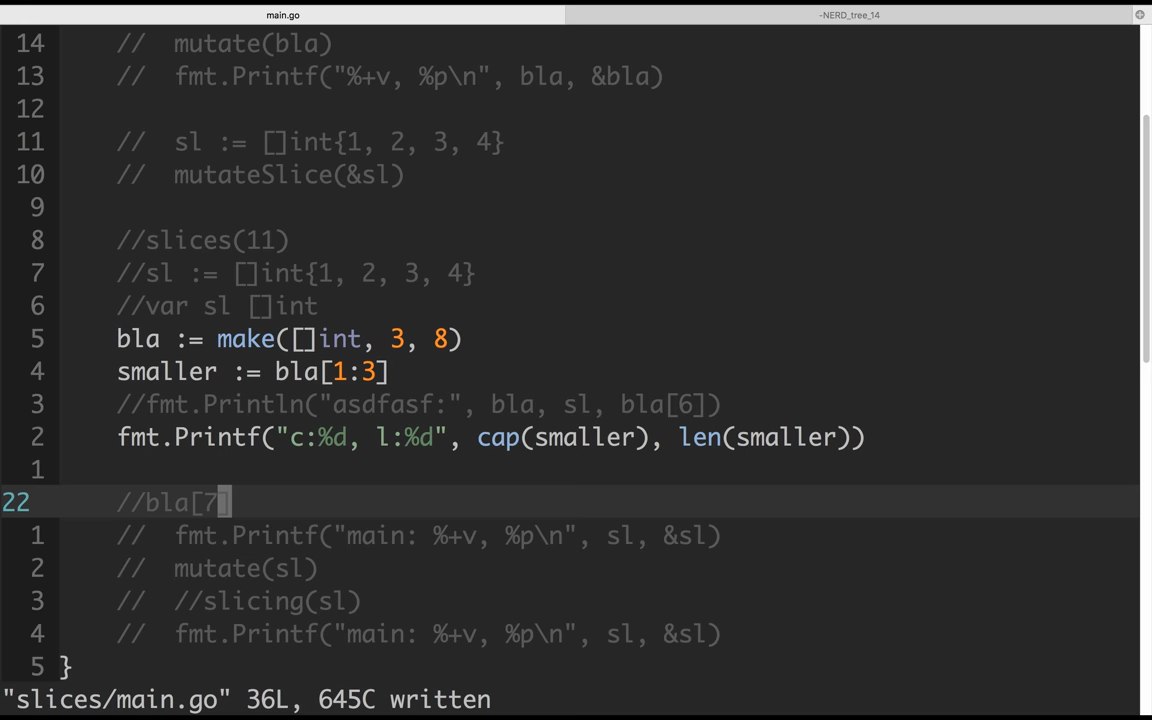 main.go
-NERD_tree_14
14 // mutate(bla)
13 // fmt.Printf("%+v, %p\n", bla, &bla)
12
11 // sl := []int{1, 2, 3, 4}
10 // mutateSlice(&sl)
9
8 //slices(11)
7 //sl := []int{1, 2, 3, 4}
6 //var sl []int
5 bla := make([]int, 3, 8)
4 smaller := bla[1:3]
3 //fmt.Println("asdfasf:", bla, sl, bla[6])
2 fmt.Printf("c:%d, l:%d", cap(smaller), len(smaller))
1
22 //bla[7]
1 // fmt.Printf("main: %+v, %p\n", sl, &sl)
2 // mutate(sl)
3 // //slicing(sl)
4 // fmt.Printf("main: %+v, %p\n", sl, &sl)
5 }
"slices/main.go" 36L, 645C written